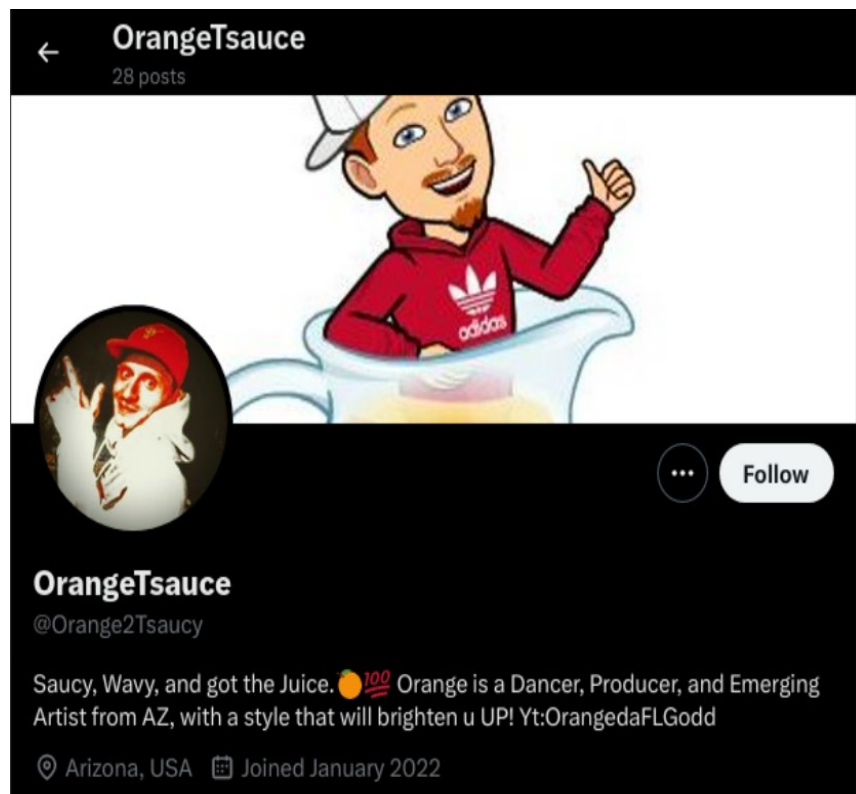 OrangeTsauce
28 posts
adidas
Follow
OrangeTsauce
@Orange2Tsaucy
Saucy, Wavy, and got the Juice.🍊💯 Orange is a Dancer, Producer, and Emerging
Artist from AZ, with a style that will brighten u UP! Yt:OrangedaFLGodd
Arizona, USA Joined January 2022